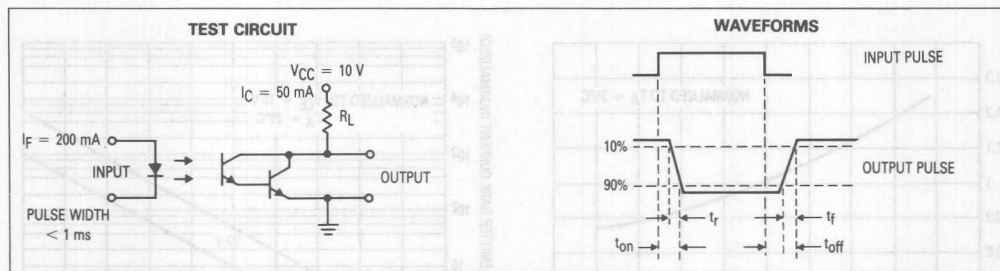 TEST CIRCUIT
VCC = 10 V
IC = 50 mA
RL
IF = 200 mA
INPUT
OUTPUT
PULSE WIDTH
< 1 ms
WAVEFORMS
INPUT PULSE
10%
OUTPUT PULSE
90%
tr
tf
ton
toff